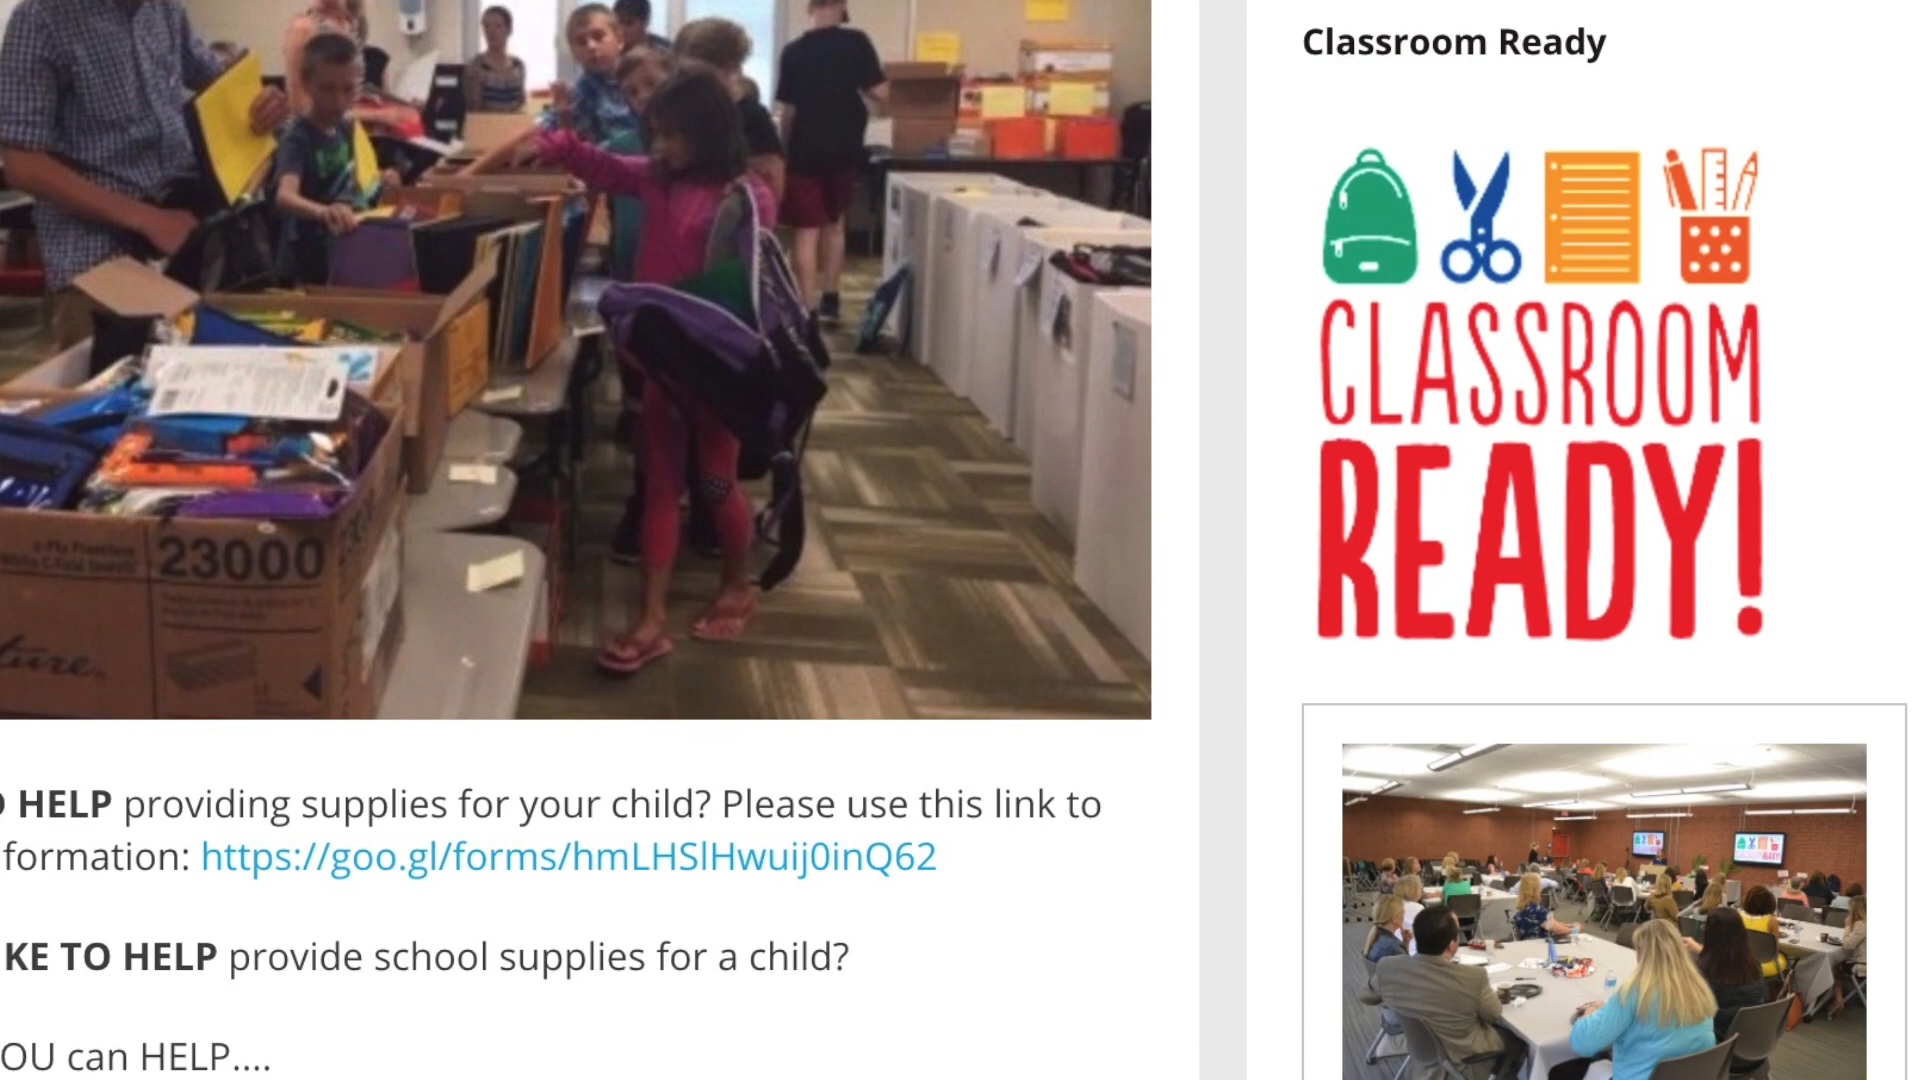 23000
ture.
HELP providing supplies for your child? Please use this link to
formation: https://goo.gl/forms/hmLHSlHwuij0inQ62
KE TO HELP provide school supplies for a child?
OU can HELP....
Classroom Ready
CLASSROOM
READY!